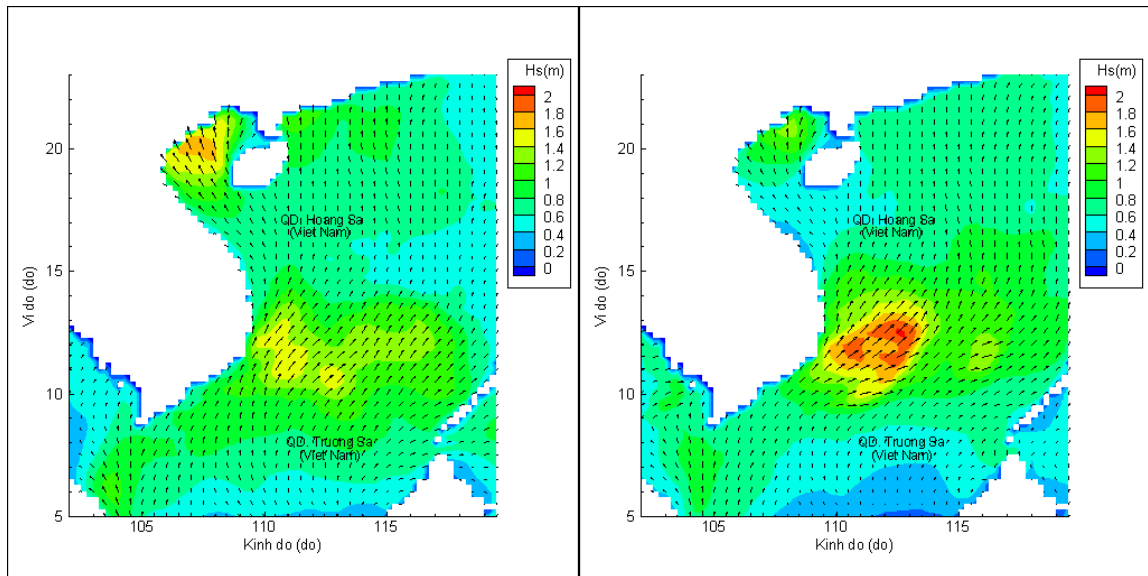 Hs(m)
2
1.8
1.6
1.4
1.2
1
0.8
0.6
0.4
0.2
0
20
15
10
5
Vi do (do)
QD. Hoang Sa
(Viet Nam)
QD. Truong Sa
(Viet Nam)
105
110
115
Kinh do (do)
Hs(m)
2
1.8
1.6
1.4
1.2
1
0.8
0.6
0.4
0.2
0
20
15
10
5
Vi do (do)
QD. Hoang Sa
(Viet Nam)
QD. Truong Sa
(Viet Nam)
105
110
115
Kinh do (do)